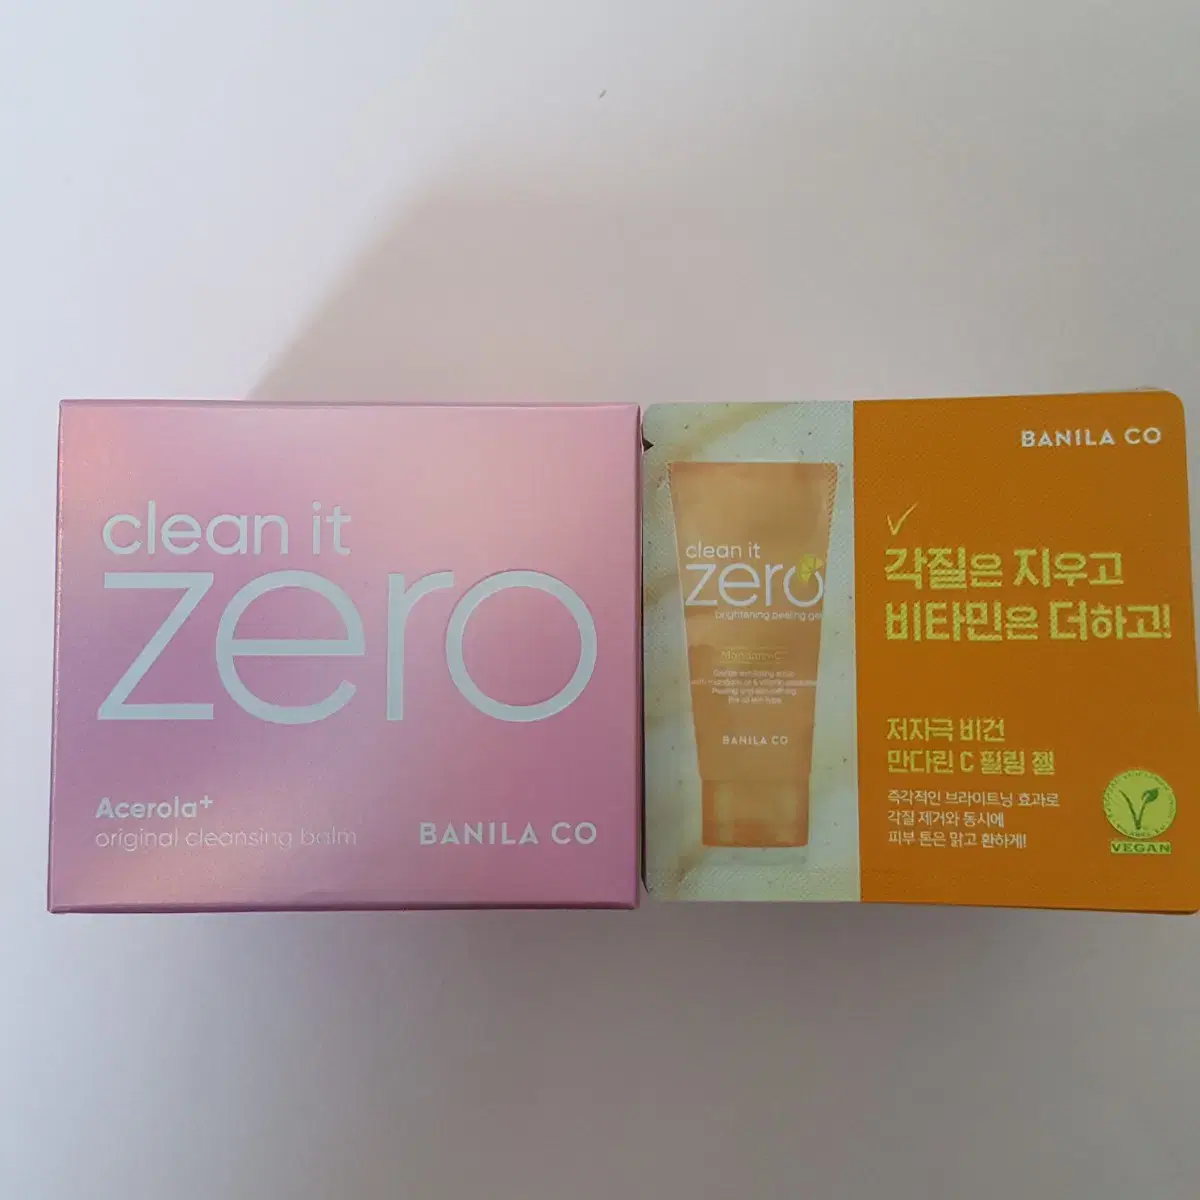 clean it
zero
Acerola+
original cleansing balm
BANILA CO
BANILA CO
각질은 지우고
비타민은 더하고!
저자극 비건
만다린 C 필링 젤
즉각적인 브라이트닝 효과로
각질 제거와 동시에
피부 톤은 맑고 환하게!
VEGAN
clean it
zero
brightening peeling gel
Mandarin-C™
BANILA CO